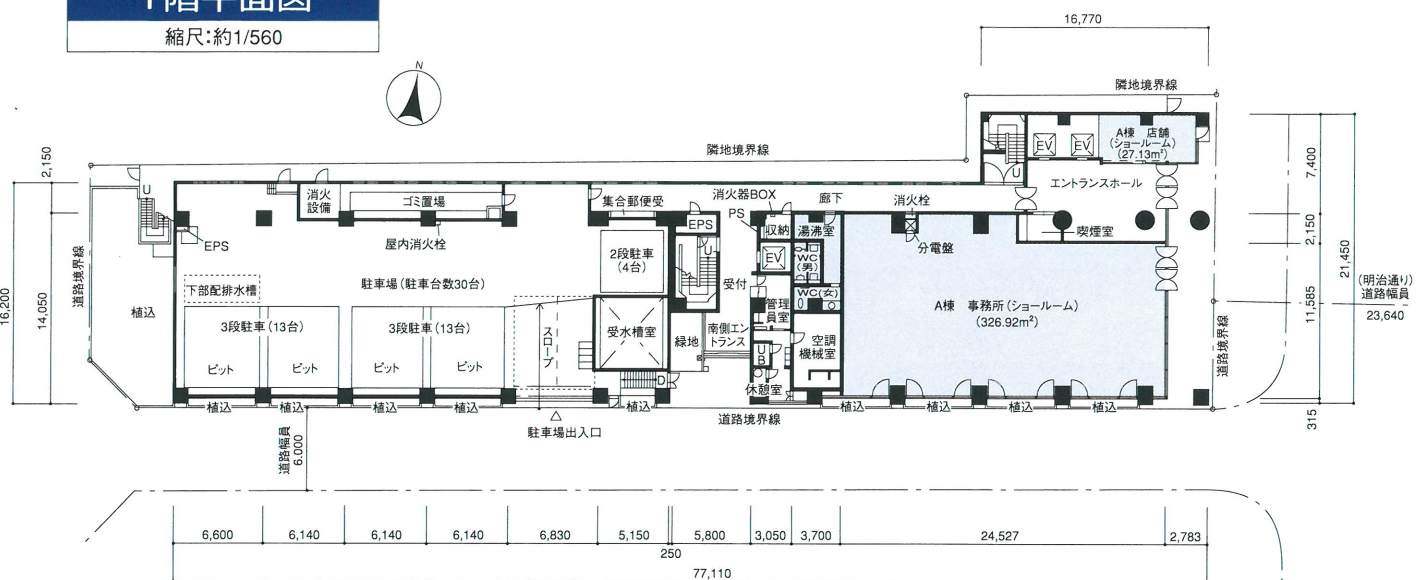 1階平面図
縮尺:約1/560
N
16,770
隣地境界線
隣地境界線
A棟 店舗
(ショールーム)
(27.13m²)
EV
EV
U
エントランスホール
喫煙室
消火器BOX
廊下
消火栓
PS
集合郵便受
EPS
収納
湯沸室
分電盤
消火
設備
ゴミ置場
屋内消火栓
U
EPS
2段駐車
(4台)
U
EV
WC
(男)
WC(女)
受付
管理
員室
駐車場(駐車台数30台)
下部配排水槽
植込
道路境界線
3段駐車(13台)
3段駐車(13台)
ピット
ピット
ピット
ピット
スロープ
受水槽室
緑地
南側エン
トランス
空調
機械室
UB
休憩室
D
A棟 事務所(ショールーム)
(326.92m²)
植込
植込
植込
植込
植込
植込
植込
植込
植込
駐車場出入口
道路境界線
道路境界線
道路幅員
6.000
(明治通り)
道路幅員
23,640
2,150
16,200
14,050
7,400
2,150
21,450
11,585
315
6,600
6,140
6,140
6,140
6,830
5,150
250
5,800
3,050
3,700
24,527
2,783
77,110